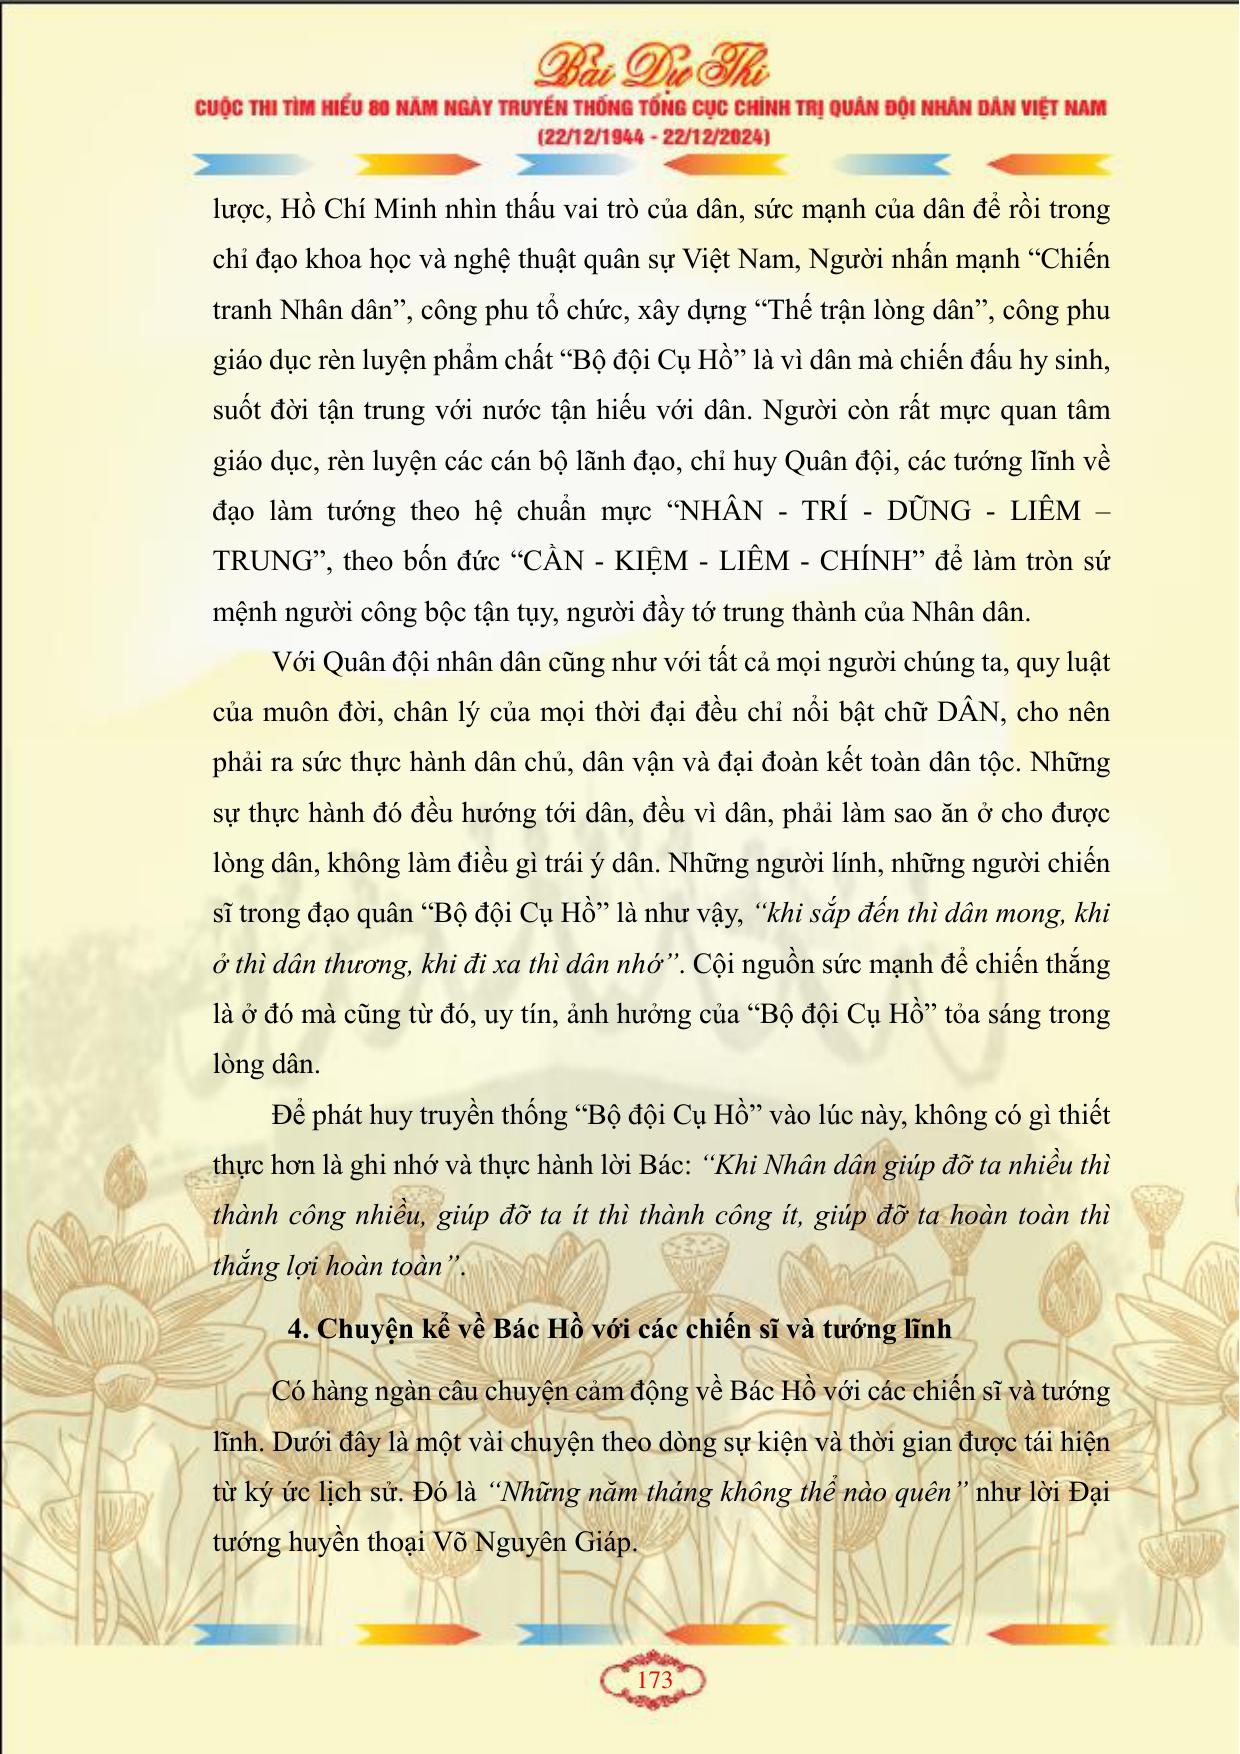 Bài Dự Thi
CUỘC THI TÌM HIỂU 80 NĂM NGÀY TRUYỀN THỐNG TỔNG CỤC CHÍNH TRỊ QUÂN ĐỘI NHÂN DÂN VIỆT NAM
(22/12/1944 - 22/12/2024)
lược, Hồ Chí Minh nhìn thấu vai trò của dân, sức mạnh của dân để rồi trong
chỉ đạo khoa học và nghệ thuật quân sự Việt Nam, Người nhấn mạnh “Chiến
tranh Nhân dân”, công phu tổ chức, xây dựng “Thế trận lòng dân”, công phu
giáo dục rèn luyện phẩm chất “Bộ đội Cụ Hồ” là vì dân mà chiến đấu hy sinh,
suốt đời tận trung với nước tận hiếu với dân. Người còn rất mực quan tâm
giáo dục, rèn luyện các cán bộ lãnh đạo, chỉ huy Quân đội, các tướng lĩnh về
đạo làm tướng theo hệ chuẩn mực “NHÂN - TRÍ - DŨNG - LIÊM –
TRUNG”, theo bốn đức “CẦN - KIỆM - LIÊM - CHÍNH” để làm tròn sứ
mệnh người công bộc tận tụy, người đầy tớ trung thành của Nhân dân.
Với Quân đội nhân dân cũng như với tất cả mọi người chúng ta, quy luật
của muôn đời, chân lý của mọi thời đại đều chỉ nổi bật chữ DÂN, cho nên
phải ra sức thực hành dân chủ, dân vận và đại đoàn kết toàn dân tộc. Những
sự thực hành đó đều hướng tới dân, đều vì dân, phải làm sao ăn ở cho được
lòng dân, không làm điều gì trái ý dân. Những người lính, những người chiến
sĩ trong đạo quân “Bộ đội Cụ Hồ” là như vậy, “khi sắp đến thì dân mong, khi
ở thì dân thương, khi đi xa thì dân nhớ”. Cội nguồn sức mạnh để chiến thắng
là ở đó mà cũng từ đó, uy tín, ảnh hưởng của “Bộ đội Cụ Hồ” tỏa sáng trong
lòng dân.
Để phát huy truyền thống “Bộ đội Cụ Hồ” vào lúc này, không có gì thiết
thực hơn là ghi nhớ và thực hành lời Bác: “Khi Nhân dân giúp đỡ ta nhiều thì
thành công nhiều, giúp đỡ ta ít thì thành công ít, giúp đỡ ta hoàn toàn thì
thắng lợi hoàn toàn”.
4. Chuyện kể về Bác Hồ với các chiến sĩ và tướng lĩnh
Có hàng ngàn câu chuyện cảm động về Bác Hồ với các chiến sĩ và tướng
lĩnh. Dưới đây là một vài chuyện theo dòng sự kiện và thời gian được tái hiện
từ ký ức lịch sử. Đó là “Những năm tháng không thể nào quên” như lời Đại
tướng huyền thoại Võ Nguyên Giáp.
173